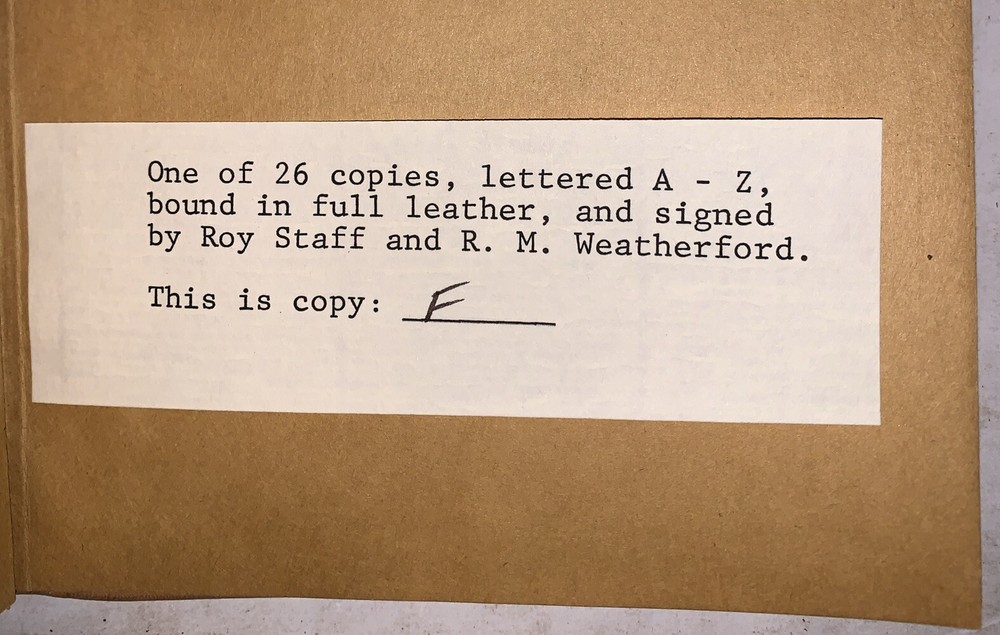 One of 26 copies, lettered A - Z,
bound in full leather, and signed
by Roy Staff and R. M. Weatherford.
This is copy: F